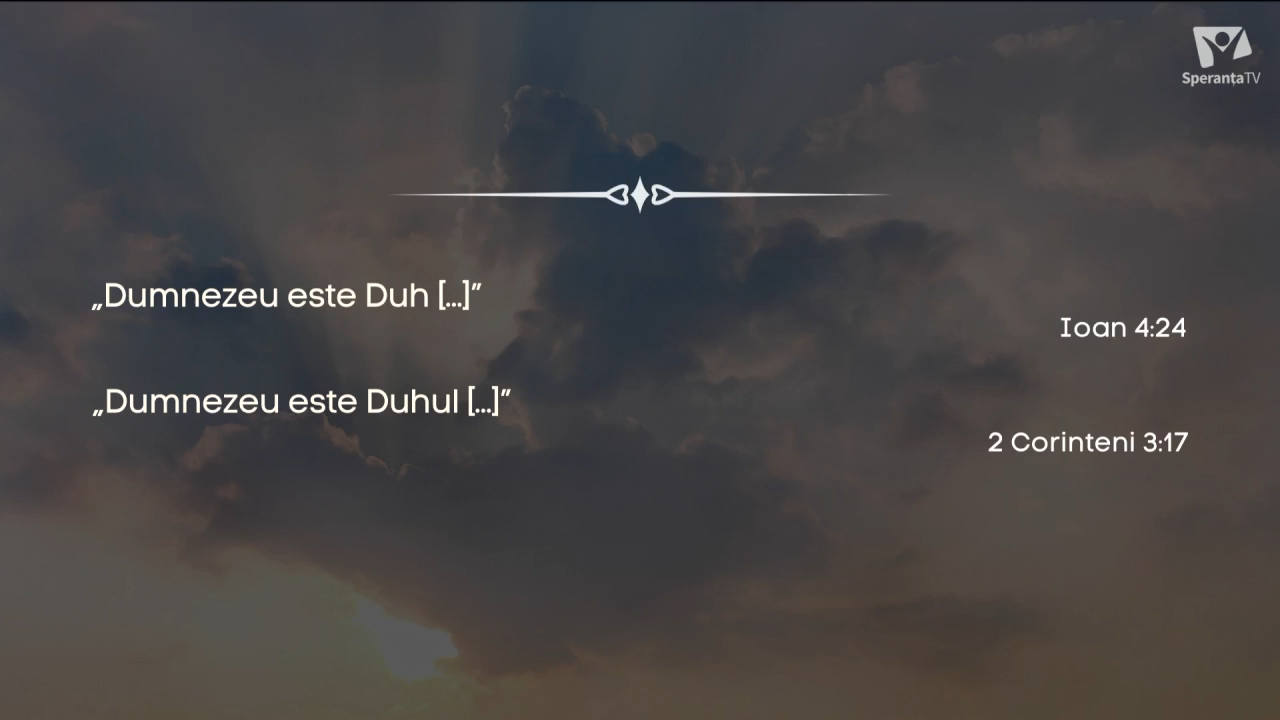 SperanțaTV
„Dumnezeu este Duh [...]”
Ioan 4:24
„Dumnezeu este Duhul [...]”
2 Corinteni 3:17